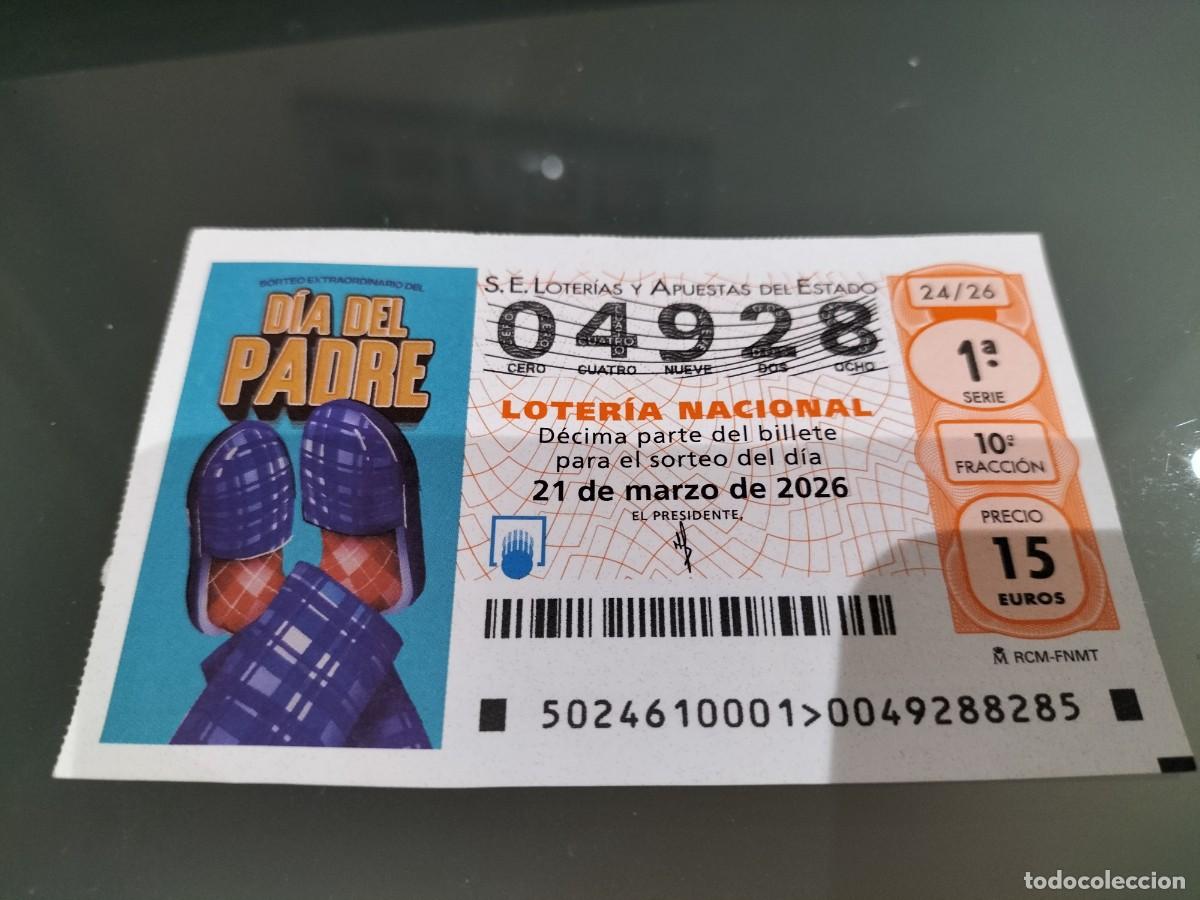 SORTEO EXTRAORDINARIO DEL
DÍA DEL
PADRE
S.E. LOTERÍAS Y APUESTAS DEL ESTADO
04928
CERO CUATRO NUEVE DOS OCHO
LOTERÍA NACIONAL
Décima parte del billete
para el sorteo del día
21 de marzo de 2026
EL PRESIDENTE,
24/26
1ª
SERIE
10ª
FRACCIÓN
PRECIO
15
EUROS
RCM-FNMT
5024610001>0049288285
todocoleccion